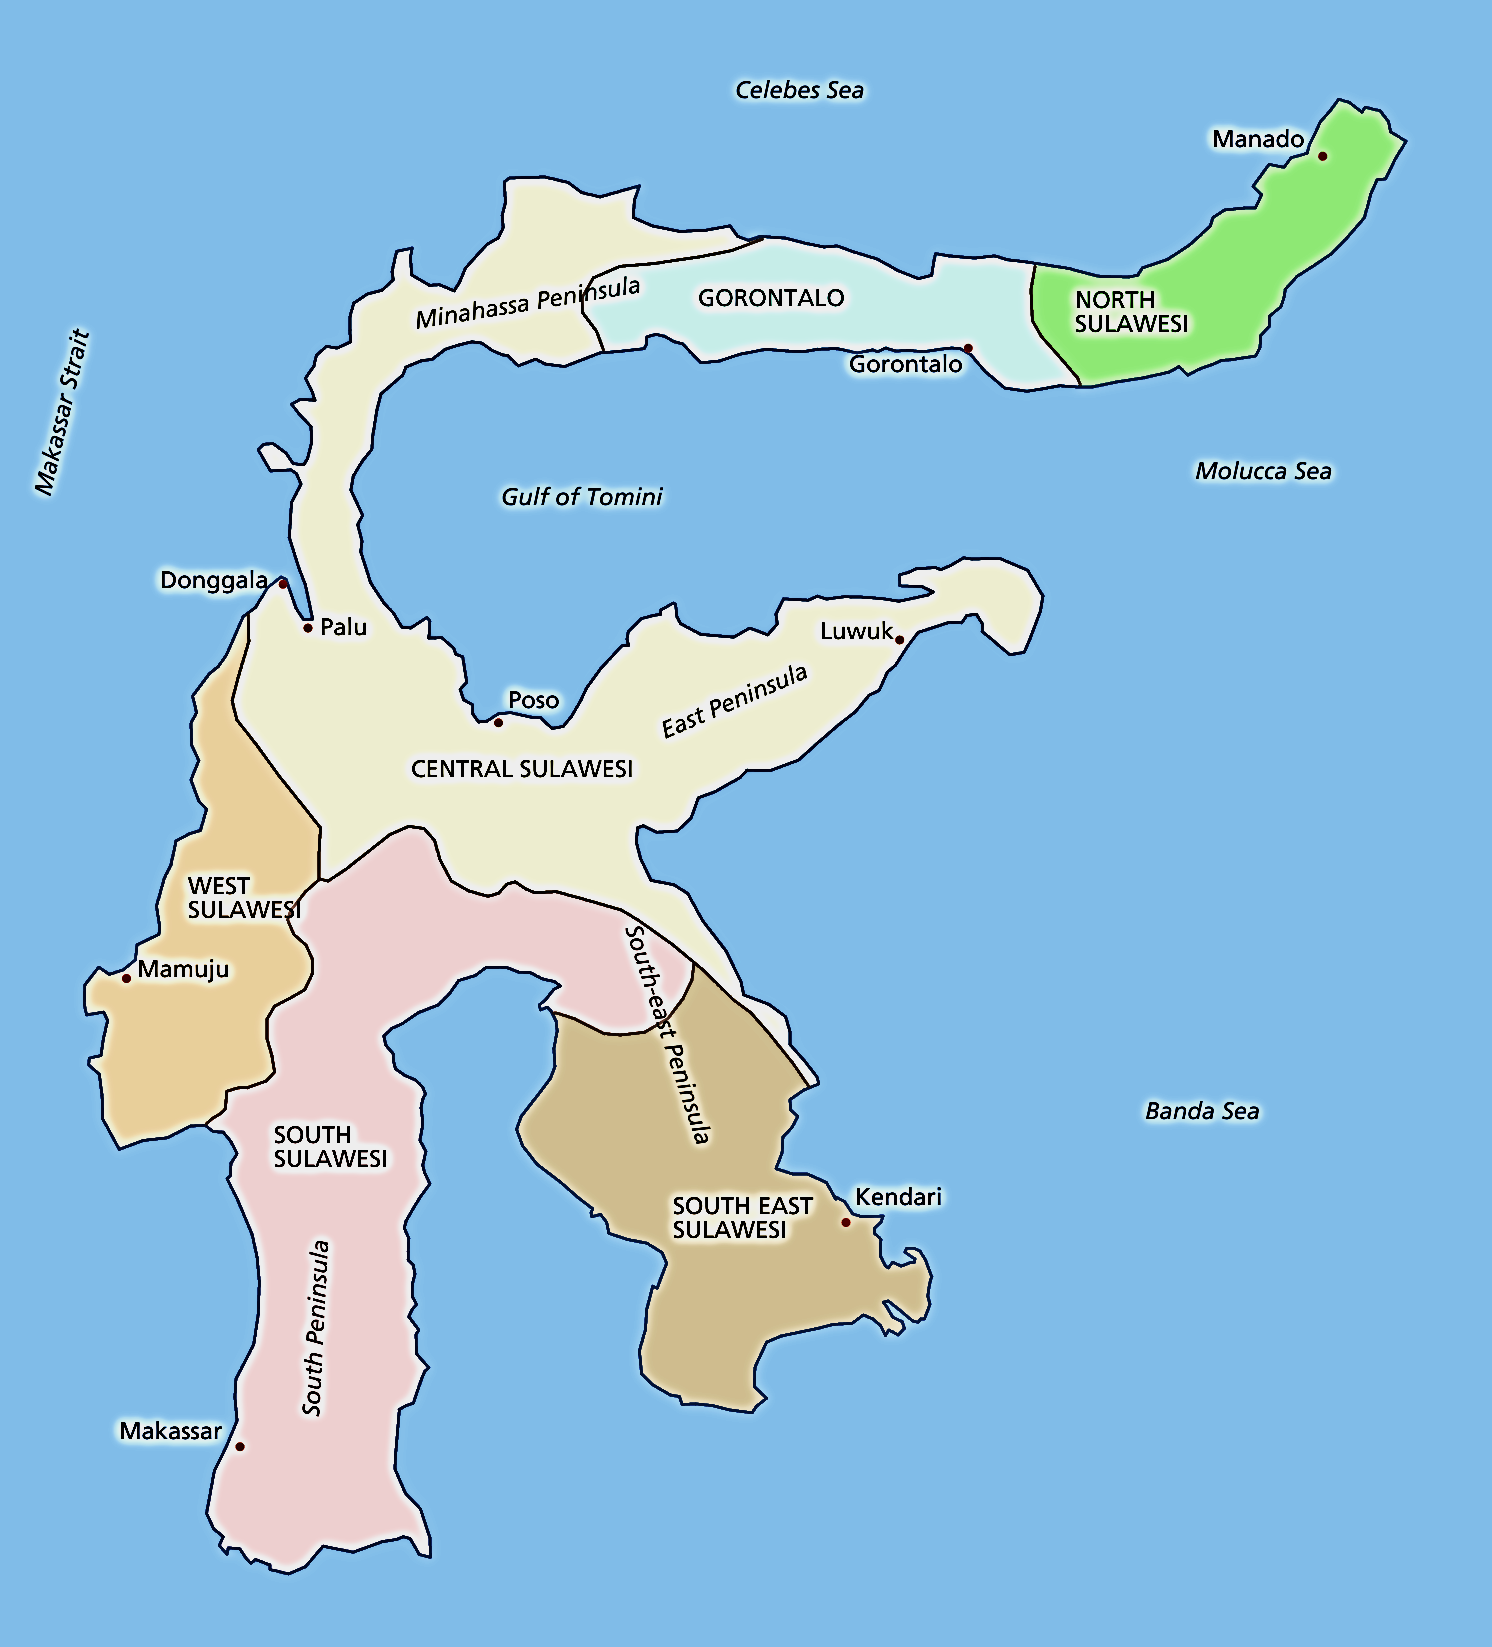 Celebes Sea
Manado
Minahassa Peninsula
GORONTALO
NORTH
SULAWESI
Gorontalo
Makassar Strait
Molucca Sea
Gulf of Tomini
Donggala
Palu
Luwuk
Poso
East Peninsula
CENTRAL SULAWESI
WEST
SULAWESI
Mamuju
South-east Peninsula
Banda Sea
SOUTH
SULAWESI
Kendari
SOUTH EAST
SULAWESI
South Peninsula
Makassar